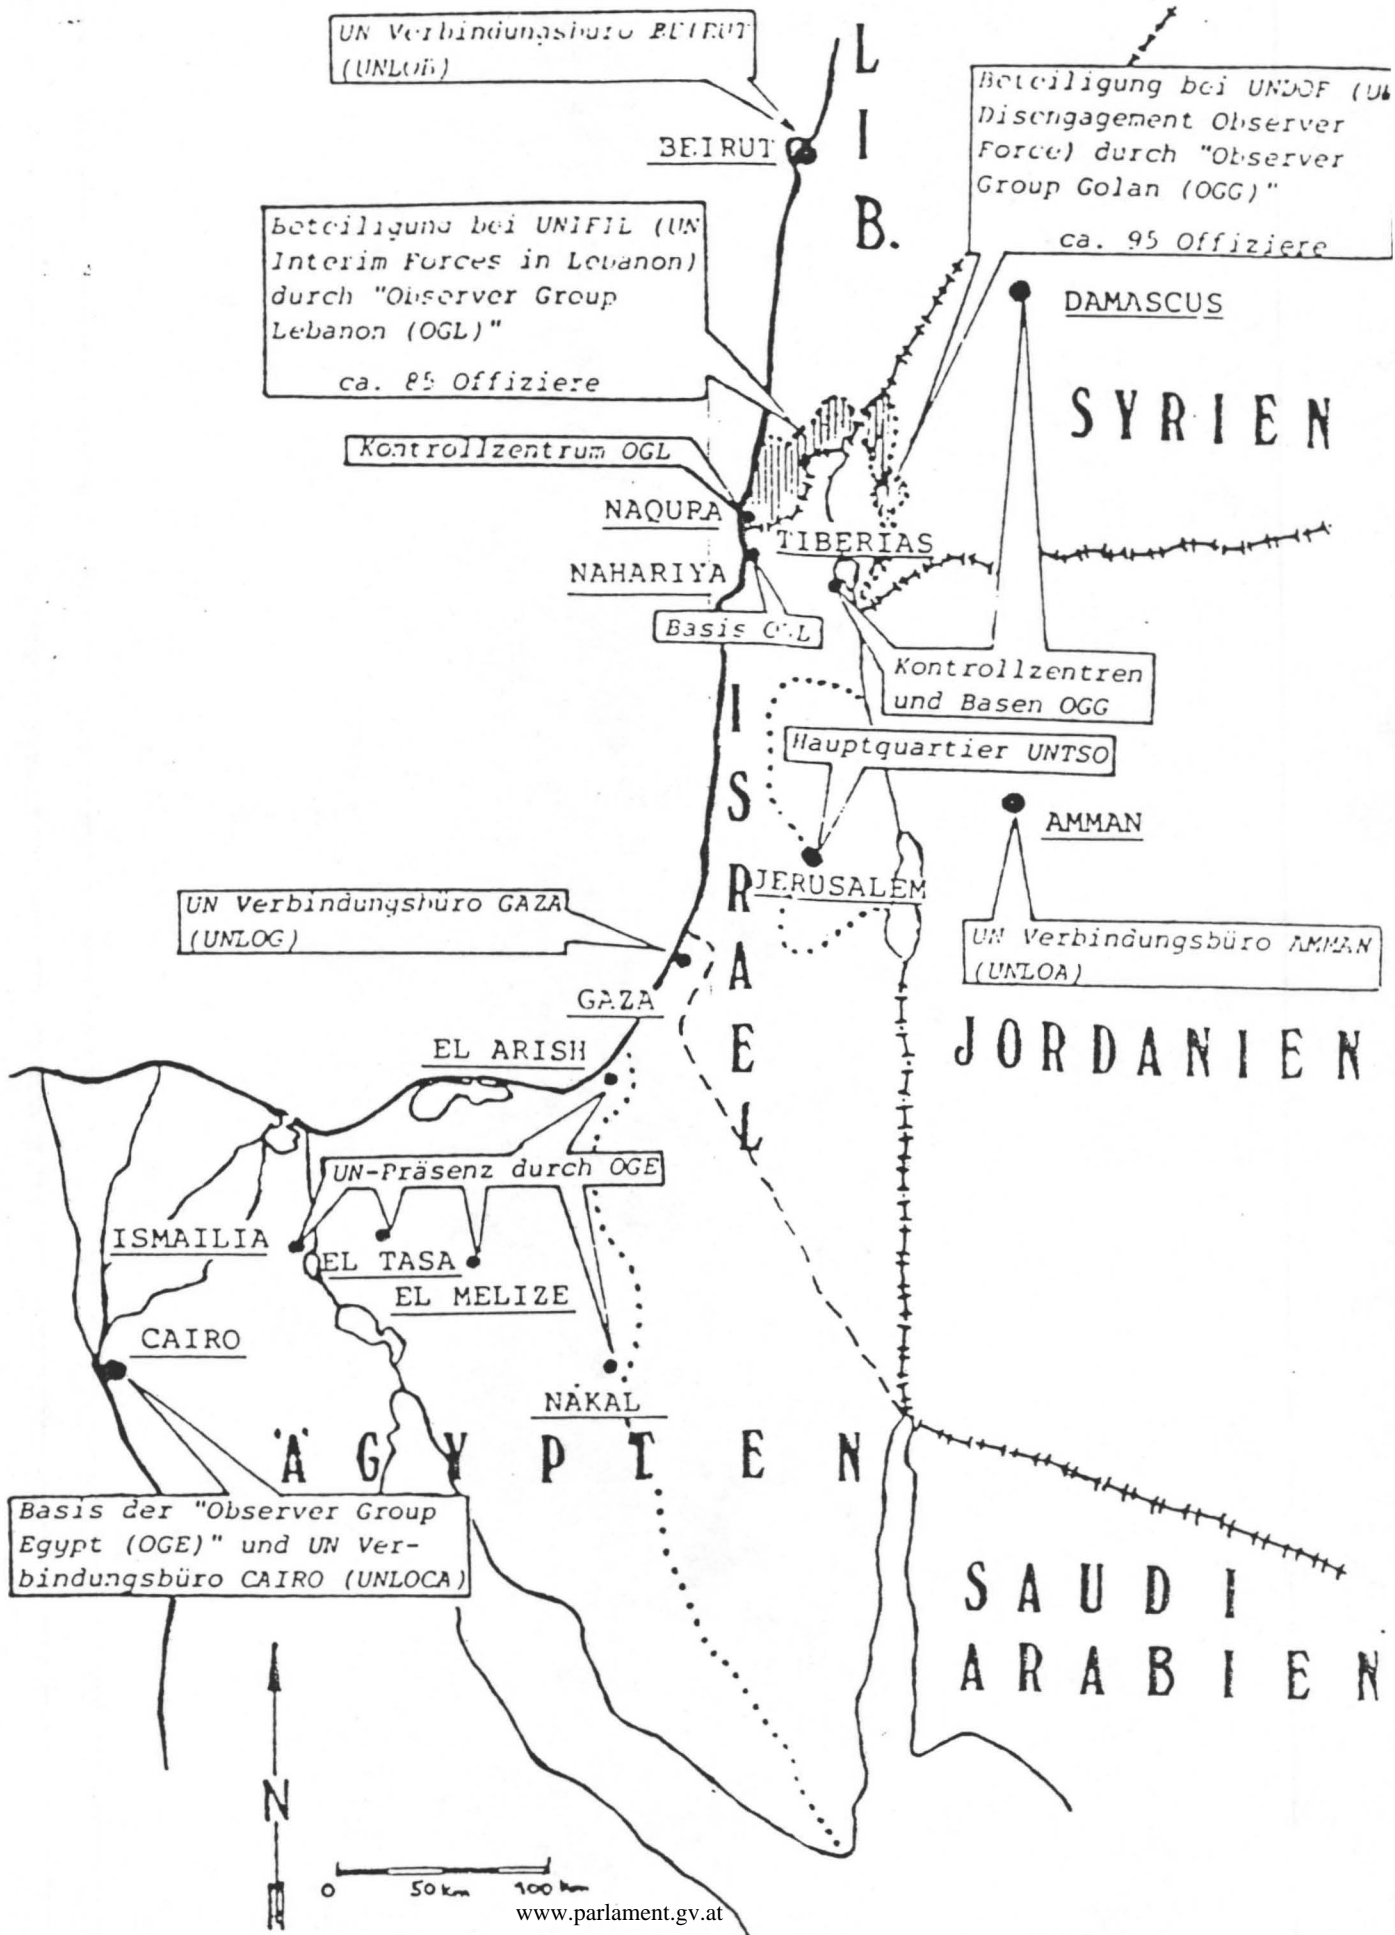 UN Verbindungsbüro BEIRUT
(UNLOB)
L
I
B.
Beteiligung bei UNDOF (UN
Disengagement Observer
Force) durch "Observer
Group Golan (OGG)"
ca. 95 Offiziere
BEIRUT
Beteiligung bei UNIFIL (UN
Interim Forces in Lebanon)
durch "Observer Group
Lebanon (OGL)"
ca. 85 Offiziere
DAMASCUS
SYRIEN
Kontrollzentrum OGL
NAQURA
TIBERIAS
NAHARIYA
Basis OGL
Kontrollzentren
und Basen OGG
Hauptquartier UNTSO
ISRAEL
AMMAN
JERUSALEM
UN Verbindungsbüro GAZA
(UNLOG)
UN Verbindungsbüro AMMAN
(UNLOA)
GAZA
JORDANIEN
EL ARISH
UN-Präsenz durch OGE
ISMAILIA
EL TASA
EL MELIZE
CAIRO
NAKAL
ÄGYPTEN
Basis der "Observer Group
Egypt (OGE)" und UN Ver-
bindungsbüro CAIRO (UNLOCA)
SAUDI
ARABIEN
N
0 50 km 100 km
www.parlament.gv.at